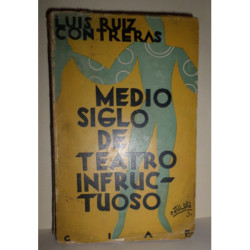 LUIS RUIZ
CONTRERAS
MEDIO
SIGLO
DE
TEATRO
INFRUC-
TUOSO
C I A P